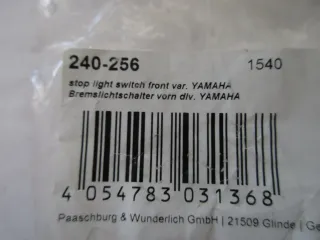 240-256 1540
stop light switch front var. YAMAHA
Bremslichtschalter vorn div. YAMAHA
4 054783 031368
Paaschburg & Wunderlich GmbH | 21509 Glinde | Ge